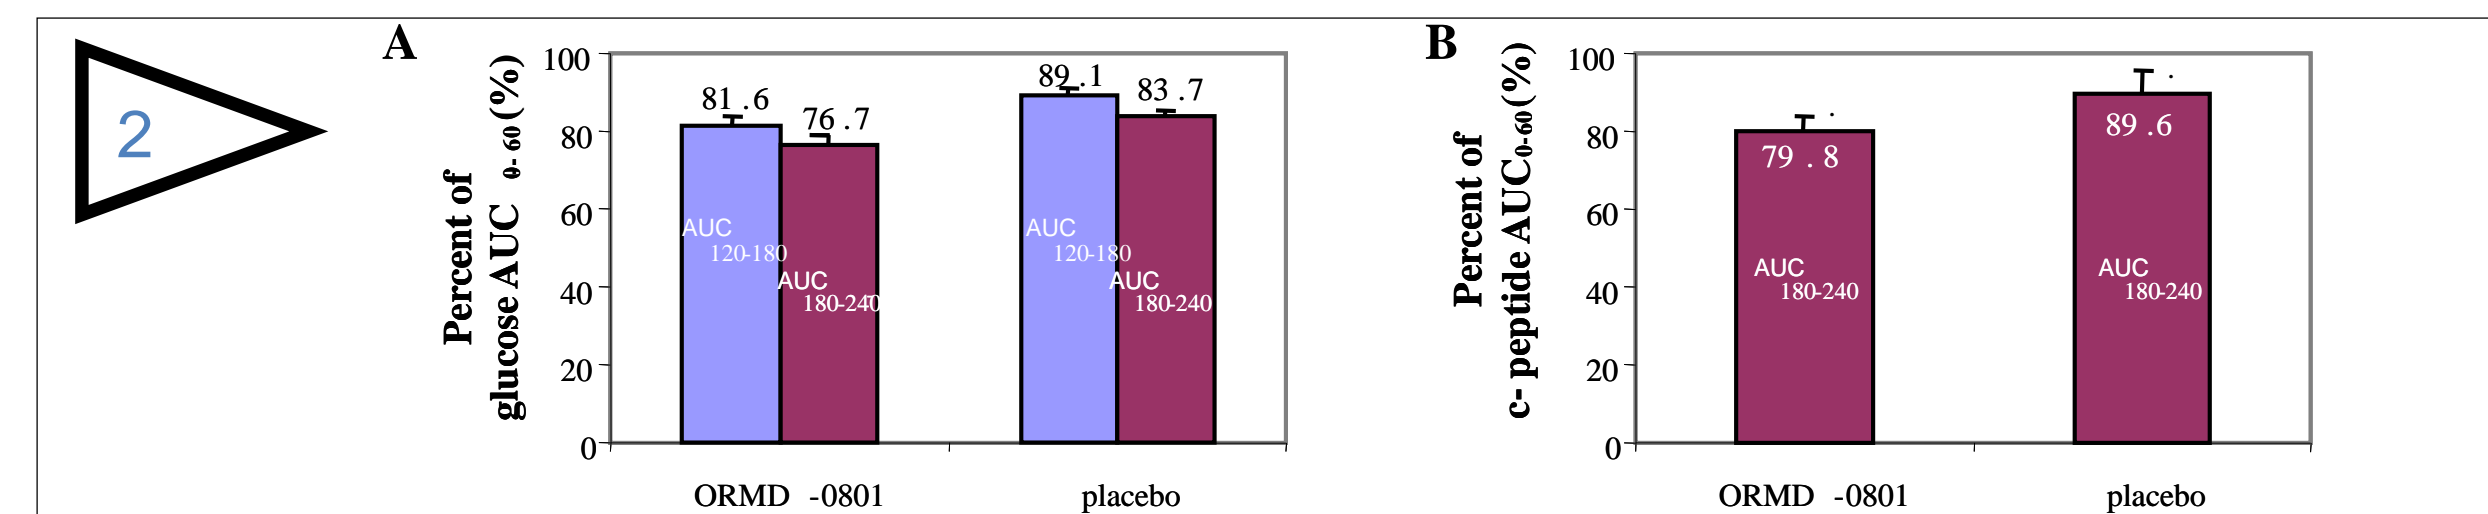 2
A
Percent of
glucose AUC 0-60 (%)
100
80
60
40
20
0
81.6
76.7
89.1
83.7
AUC
120-180
AUC
180-240
AUC
120-180
AUC
180-240
ORMD -0801
placebo
B
Percent of
c- peptide AUC0-60 (%)
100
80
60
40
20
0
79.8
89.6
AUC
180-240
AUC
180-240
ORMD -0801
placebo